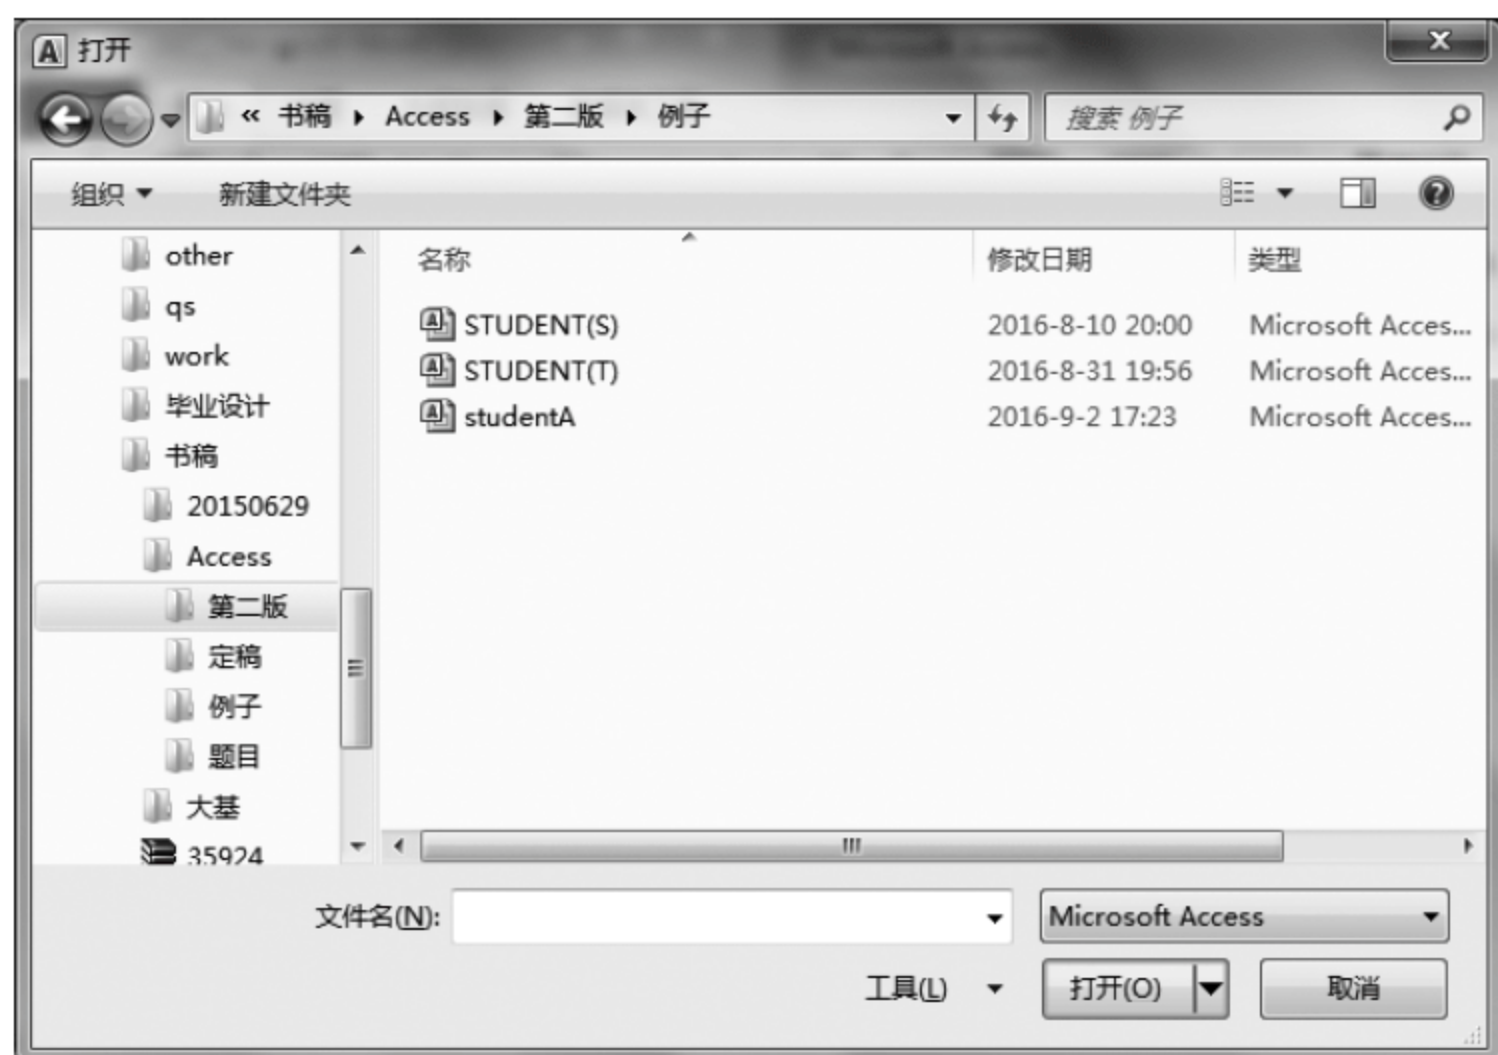 打开
« 书稿 ▸ Access ▸ 第二版 ▸ 例子
搜索 例子
组织 新建文件夹
other
qs
work
毕业设计
书稿
20150629
Access
第二版
定稿
例子
题目
大基
35924
名称 修改日期 类型
STUDENT(S) 2016-8-10 20:00 Microsoft Acces...
STUDENT(T) 2016-8-31 19:56 Microsoft Acces...
studentA 2016-9-2 17:23 Microsoft Acces...
文件名(N): Microsoft Access
工具(L) 打开(O) 取消